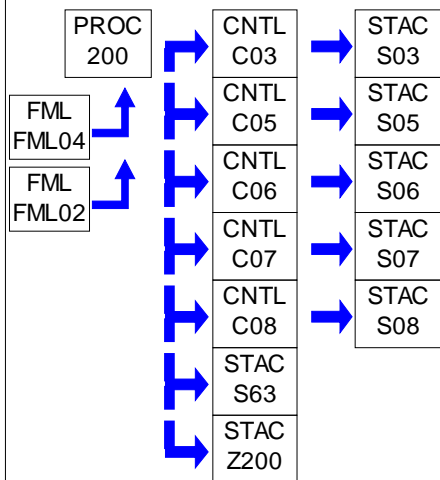 PROC
200
CNTL
C03
STAC
S03
FML
FML04
CNTL
C05
STAC
S05
FML
FML02
CNTL
C06
STAC
S06
CNTL
C07
STAC
S07
CNTL
C08
STAC
S08
STAC
S63
STAC
Z200